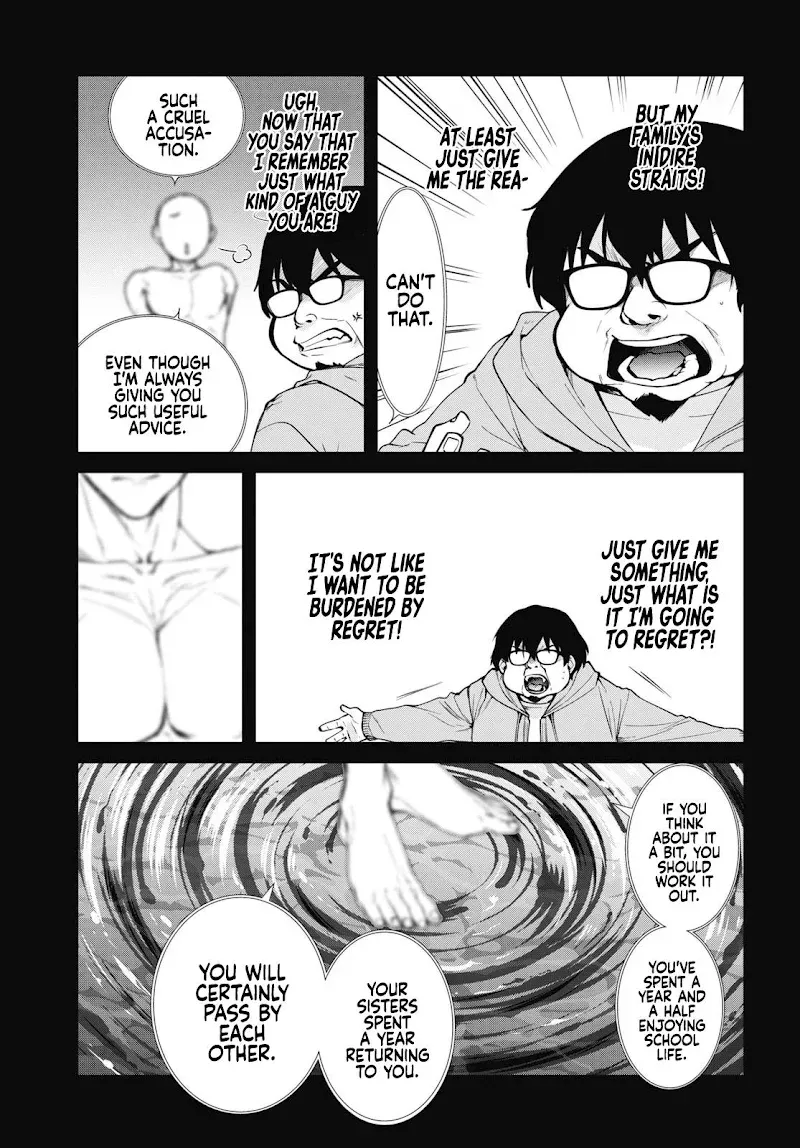 BUT MY
FAMILY'S
IN DIRE
STRAITS!
AT LEAST
JUST GIVE
ME THE REA-
CAN'T
DO
THAT.
UGH,
NOW THAT
YOU SAY THAT
I REMEMBER
JUST WHAT
KIND OF A GUY
YOU ARE!
SUCH
A CRUEL
ACCUSA-
TION.
EVEN THOUGH
I'M ALWAYS
GIVING YOU
SUCH USEFUL
ADVICE.
JUST GIVE ME
SOMETHING,
JUST WHAT IS
IT I'M GOING
TO REGRET?!
IT'S NOT LIKE
I WANT TO BE
BURDENED BY
REGRET!
IF YOU
THINK
ABOUT IT
A BIT, YOU
SHOULD
WORK IT
OUT.
YOU'VE
SPENT A
YEAR AND
A HALF
ENJOYING
SCHOOL
LIFE.
YOUR
SISTERS
SPENT
A YEAR
RETURNING
TO YOU.
YOU WILL
CERTAINLY
PASS BY
EACH
OTHER.